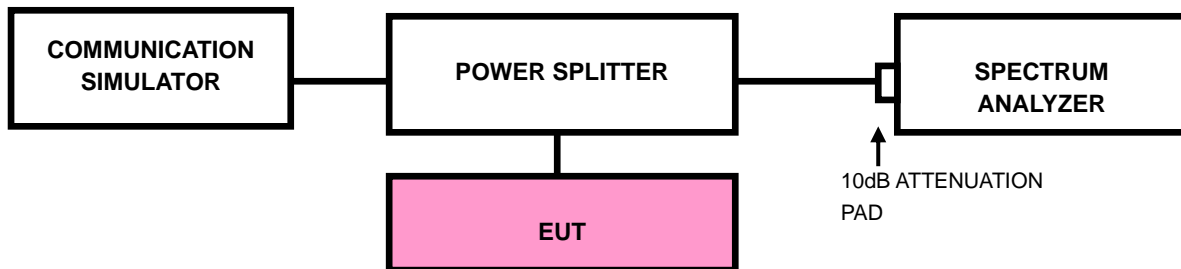 COMMUNICATION
SIMULATOR
POWER SPLITTER
SPECTRUM
ANALYZER
10dB ATTENUATION
PAD
EUT